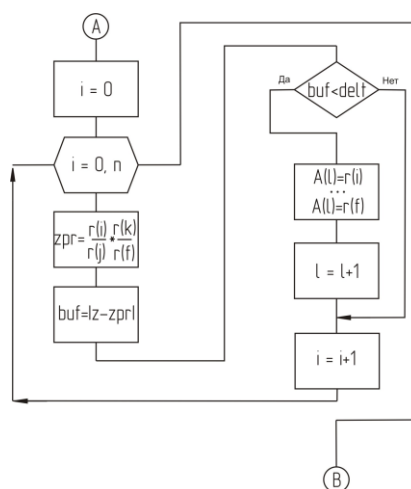 A
i = 0
i = 0, n
zpr= r(i)/r(j) * r(k)/r(f)
buf=|z-zpr|
Да
buf<delt
Нет
A(l)=r(i)
...
A(l)=r(f)
l = l+1
i = i+1
B